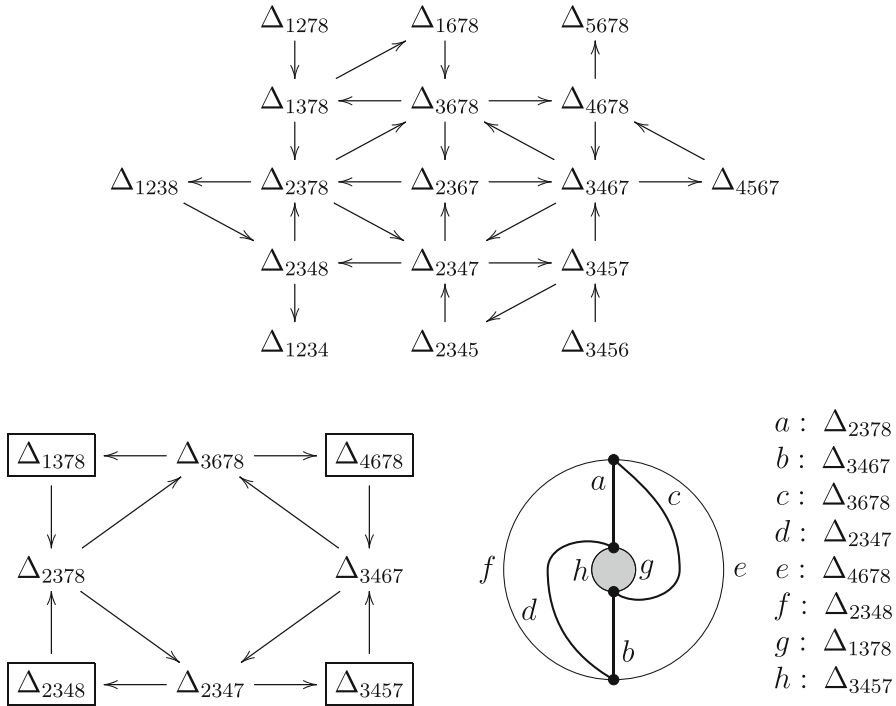 Δ₁₂₇₈ Δ₁₆₇₈ Δ₅₆₇₈
Δ₁₃₇₈ Δ₃₆₇₈ Δ₄₆₇₈
Δ₁₂₃₈ Δ₂₃₇₈ Δ₂₃₆₇ Δ₃₄₆₇ Δ₄₅₆₇
Δ₂₃₄₈ Δ₂₃₄₇ Δ₃₄₅₇
Δ₁₂₃₄ Δ₂₃₄₅ Δ₃₄₅₆
Δ₁₃₇₈ Δ₃₆₇₈ Δ₄₆₇₈
Δ₂₃₇₈ Δ₃₄₆₇
Δ₂₃₄₈ Δ₂₃₄₇ Δ₃₄₅₇
a c
f h g e
d
b
a : Δ₂₃₇₈
b : Δ₃₄₆₇
c : Δ₃₆₇₈
d : Δ₂₃₄₇
e : Δ₄₆₇₈
f : Δ₂₃₄₈
g : Δ₁₃₇₈
h : Δ₃₄₅₇